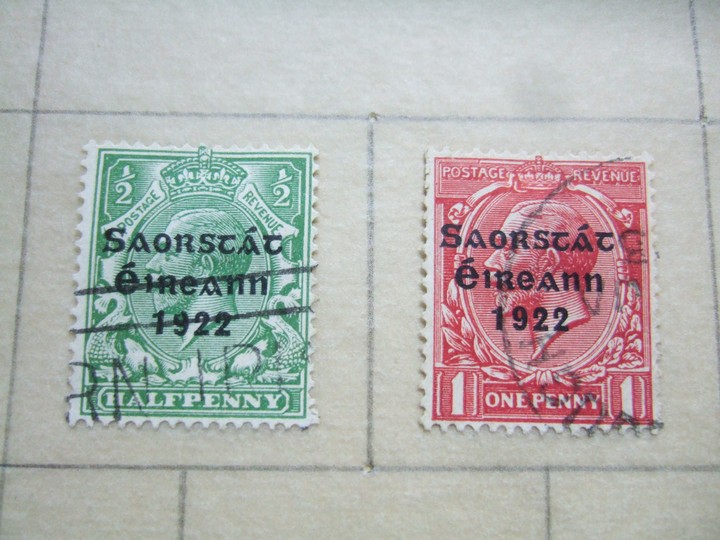 ½ ½
POSTAGE REVENUE
Saorstát
Éireann
1922
HALFPENNY
POSTAGE REVENUE
Saorstát
Éireann
1922
1 ONE PENNY 1